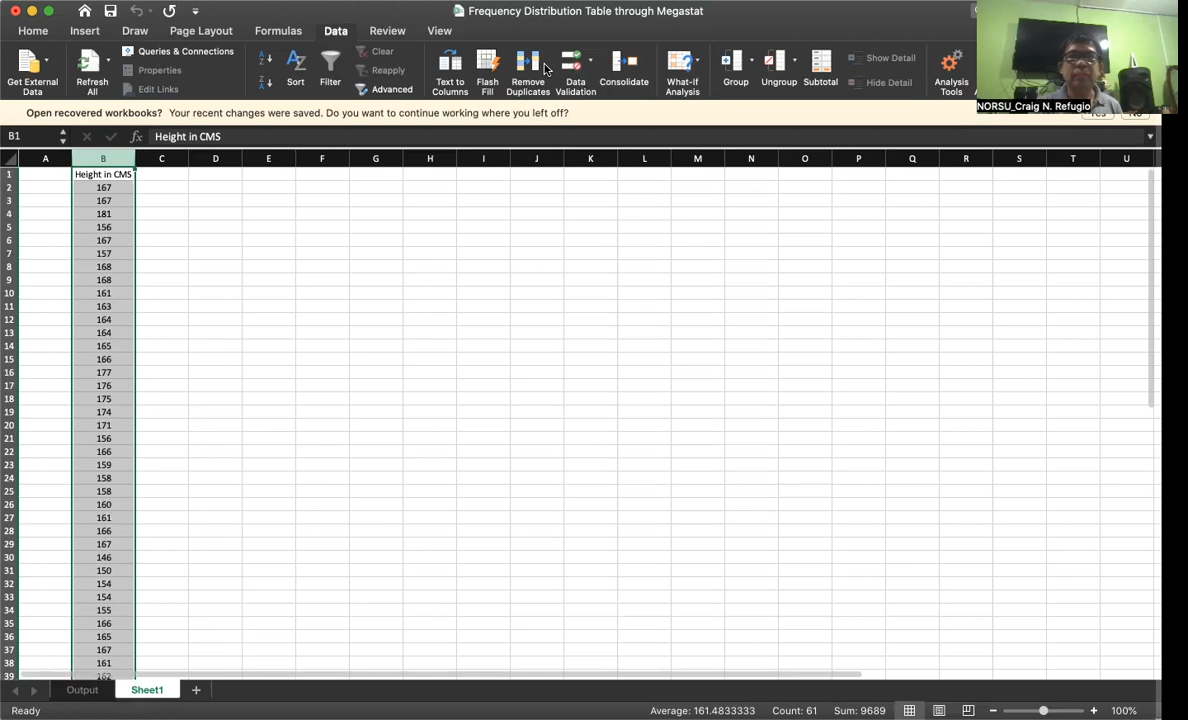 Frequency Distribution Table through Megastat
Home Insert Draw Page Layout Formulas Data Review View
Get External Data
Refresh All
Queries & Connections
Properties
Edit Links
Sort
Filter
Clear
Reapply
Advanced
Text to Columns
Flash Fill
Remove Duplicates
Data Validation
Consolidate
What-If Analysis
Group
Ungroup
Subtotal
Show Detail
Hide Detail
Analysis Tools
NORSU_Craig N. Refugio
Open recovered workbooks? Your recent changes were saved. Do you want to continue working where you left off?
B1 fx Height in CMS
A B C D E F G H I J K L M N O P Q R S T U
1 Height in CMS
2 167
3 167
4 181
5 156
6 167
7 157
8 168
9 168
10 161
11 163
12 164
13 164
14 165
15 166
16 177
17 176
18 175
19 174
20 171
21 156
22 166
23 159
24 158
25 158
26 160
27 161
28 166
29 167
30 146
31 150
32 154
33 154
34 155
35 166
36 165
37 167
38 161
39 162
Output Sheet1 +
Ready Average: 161.4833333 Count: 61 Sum: 9689 100%